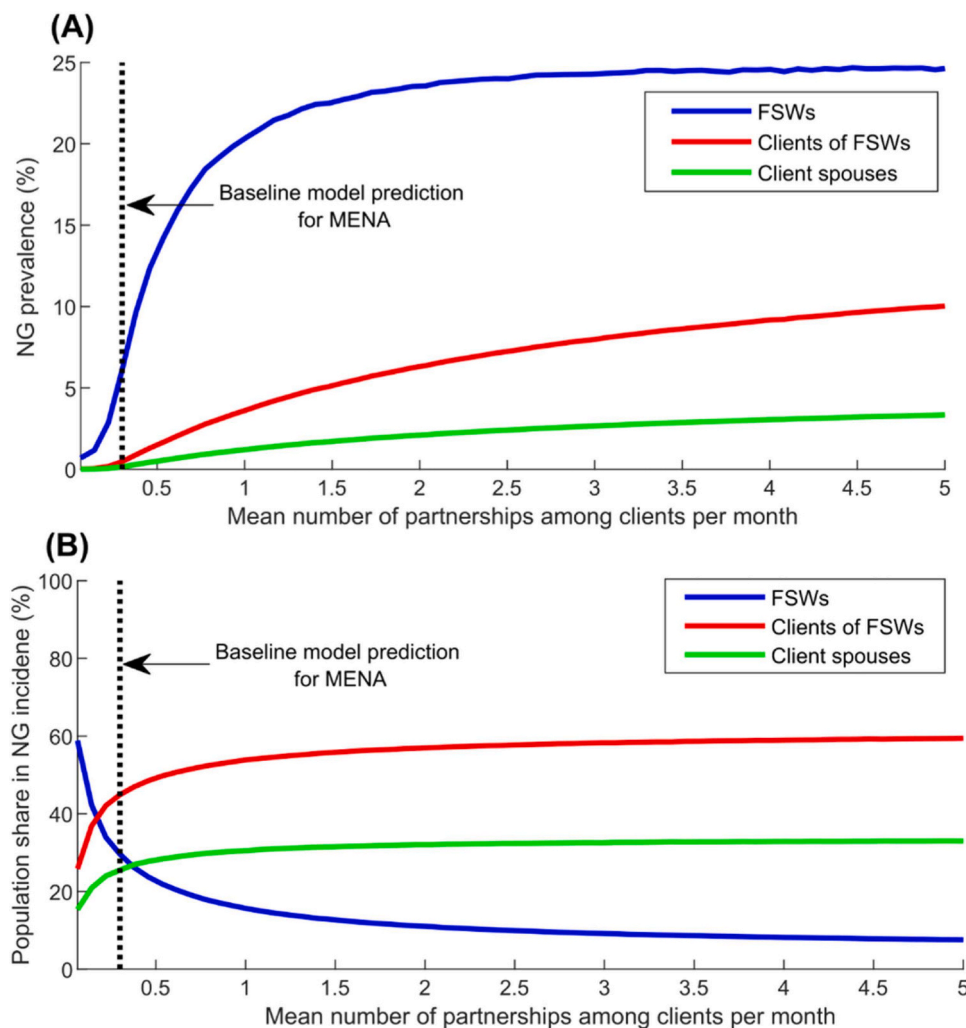 (A)
25
20
15
10
5
0
NG prevalence (%)
FSWs
Clients of FSWs
Client spouses
Baseline model prediction
for MENA
0.5 1 1.5 2 2.5 3 3.5 4 4.5 5
Mean number of partnerships among clients per month
(B)
100
80
60
40
20
0
Population share in NG incidene (%)
FSWs
Clients of FSWs
Client spouses
Baseline model prediction
for MENA
0.5 1 1.5 2 2.5 3 3.5 4 4.5 5
Mean number of partnerships among clients per month